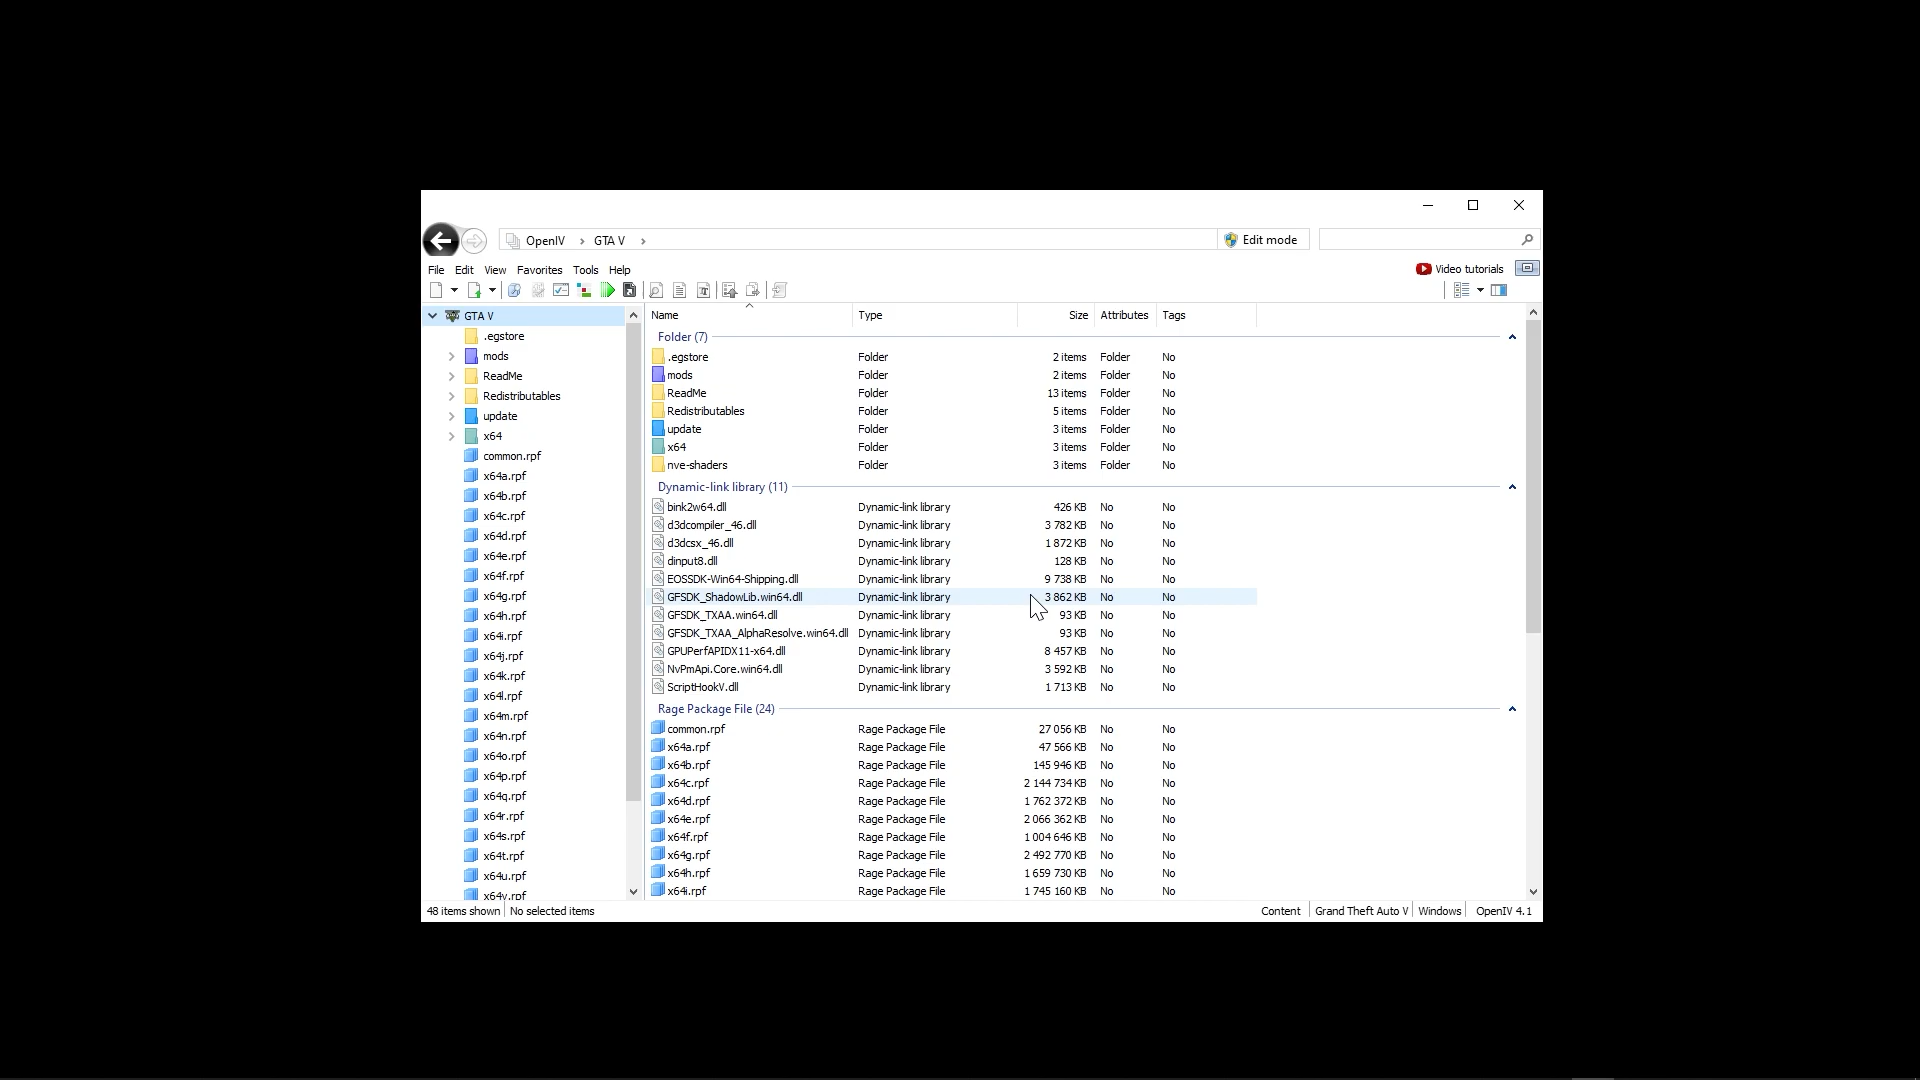 OpenIV › GTA V › Edit mode
File Edit View Favorites Tools Help Video tutorials
GTA V
.egstore
mods
ReadMe
Redistributables
update
x64
common.rpf
x64a.rpf
x64b.rpf
x64c.rpf
x64d.rpf
x64e.rpf
x64f.rpf
x64g.rpf
x64h.rpf
x64i.rpf
x64j.rpf
x64k.rpf
x64l.rpf
x64m.rpf
x64n.rpf
x64o.rpf
x64p.rpf
x64q.rpf
x64r.rpf
x64s.rpf
x64t.rpf
x64u.rpf
x64v.rpf
Name Type Size Attributes Tags
Folder (7)
.egstore Folder 2 items Folder No
mods Folder 2 items Folder No
ReadMe Folder 13 items Folder No
Redistributables Folder 5 items Folder No
update Folder 3 items Folder No
x64 Folder 3 items Folder No
nve-shaders Folder 3 items Folder No
Dynamic-link library (11)
bink2w64.dll Dynamic-link library 426 KB No No
d3dcompiler_46.dll Dynamic-link library 3 782 KB No No
d3dcsx_46.dll Dynamic-link library 1 872 KB No No
dinput8.dll Dynamic-link library 128 KB No No
EOSSDK-Win64-Shipping.dll Dynamic-link library 9 738 KB No No
GFSDK_ShadowLib.win64.dll Dynamic-link library 3 862 KB No No
GFSDK_TXAA.win64.dll Dynamic-link library 93 KB No No
GFSDK_TXAA_AlphaResolve.win64.dll Dynamic-link library 93 KB No No
GPUPerfAPIDX11-x64.dll Dynamic-link library 8 457 KB No No
NvPmApi.Core.win64.dll Dynamic-link library 3 592 KB No No
ScriptHookV.dll Dynamic-link library 1 713 KB No No
Rage Package File (24)
common.rpf Rage Package File 27 056 KB No No
x64a.rpf Rage Package File 47 566 KB No No
x64b.rpf Rage Package File 145 946 KB No No
x64c.rpf Rage Package File 2 144 734 KB No No
x64d.rpf Rage Package File 1 762 372 KB No No
x64e.rpf Rage Package File 2 066 362 KB No No
x64f.rpf Rage Package File 1 004 646 KB No No
x64g.rpf Rage Package File 2 492 770 KB No No
x64h.rpf Rage Package File 1 659 730 KB No No
x64i.rpf Rage Package File 1 745 160 KB No No
48 items shown No selected items Content Grand Theft Auto V Windows OpenIV 4.1